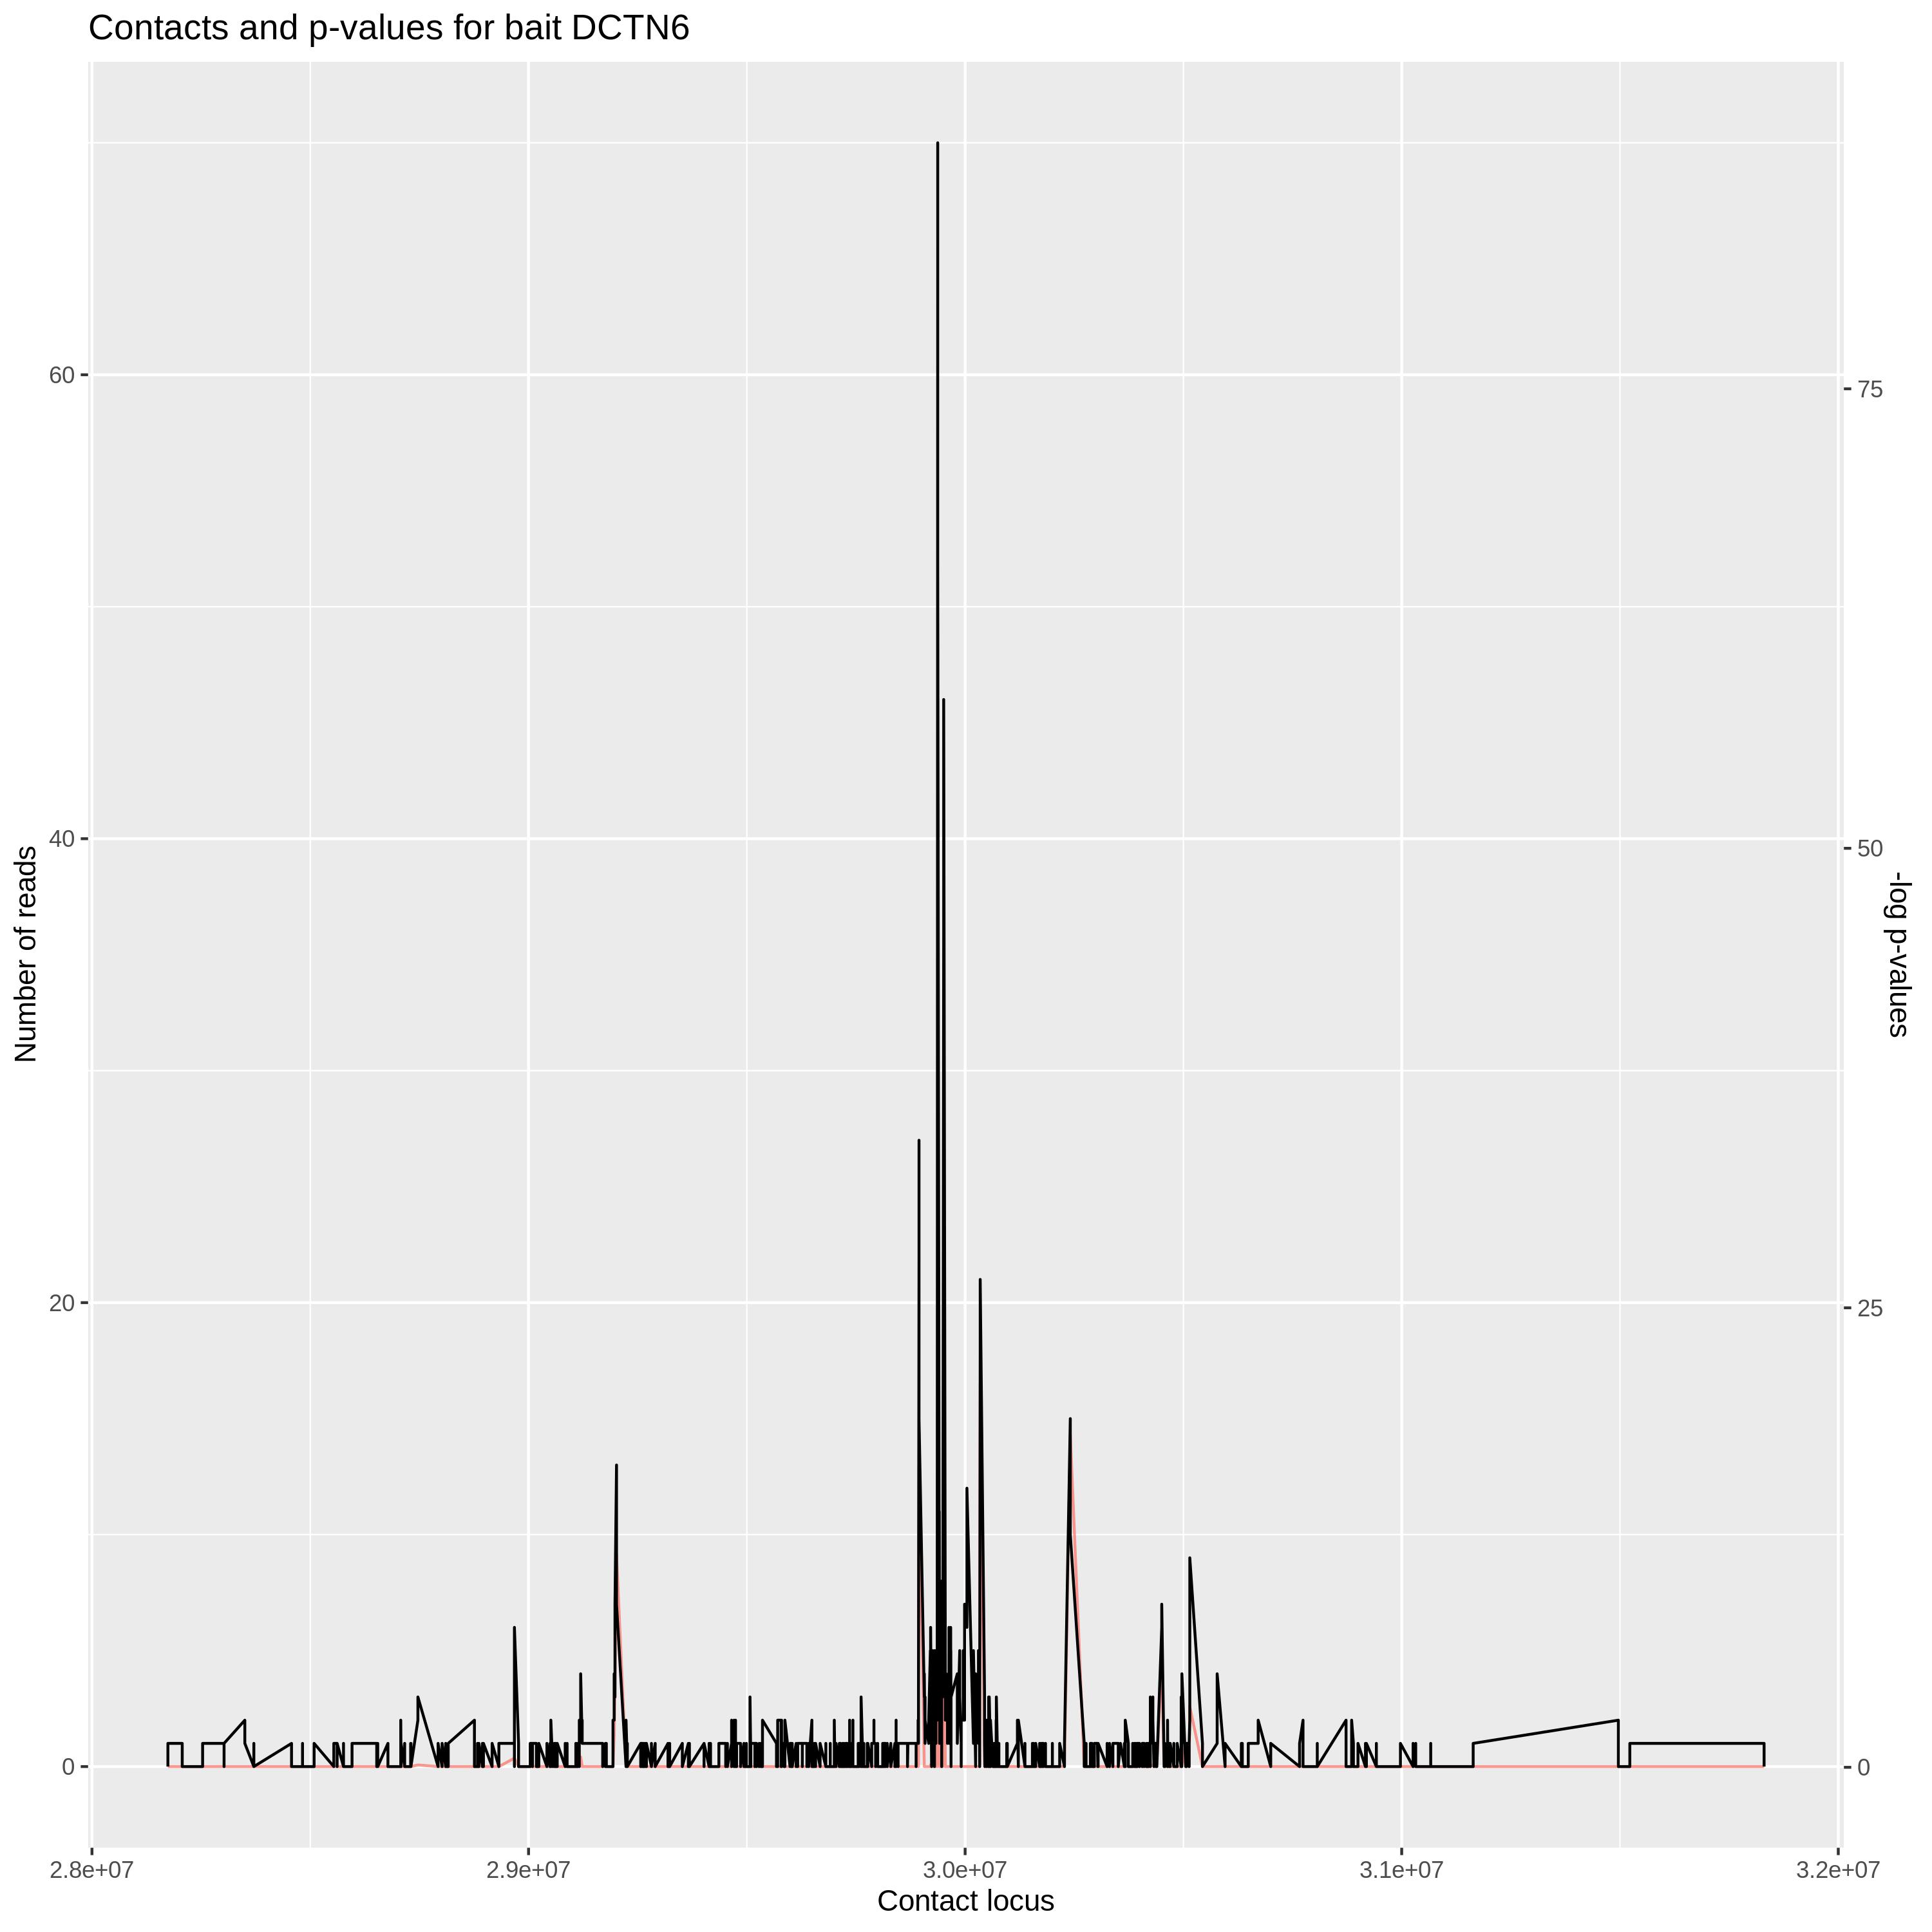 Contacts and p-values for bait DCTN6
60
40
20
0
75
50
25
0
Number of reads
-log p-values
2.8e+07
2.9e+07
3.0e+07
3.1e+07
3.2e+07
Contact locus